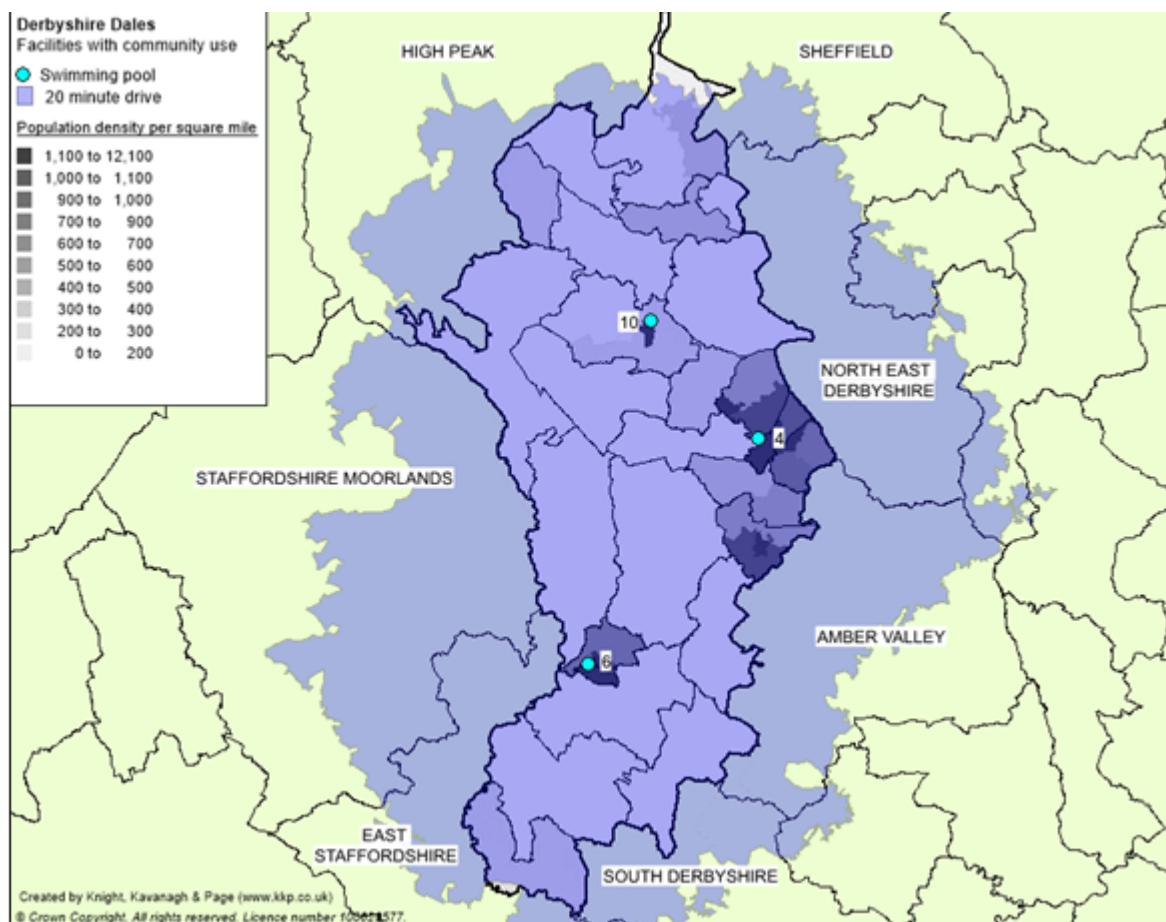 Derbyshire Dales
Facilities with community use
Swimming pool
20 minute drive
Population density per square mile
1,100 to 12,100
1,000 to 1,100
900 to 1,000
700 to 900
600 to 700
500 to 600
400 to 500
300 to 400
200 to 300
0 to 200
HIGH PEAK
SHEFFIELD
10
NORTH EAST
DERBYSHIRE
4
STAFFORDSHIRE MOORLANDS
AMBER VALLEY
6
EAST
STAFFORDSHIRE
SOUTH DERBYSHIRE
Created by Knight, Kavanagh & Page (www.kkp.co.uk)
© Crown Copyright. All rights reserved. Licence number